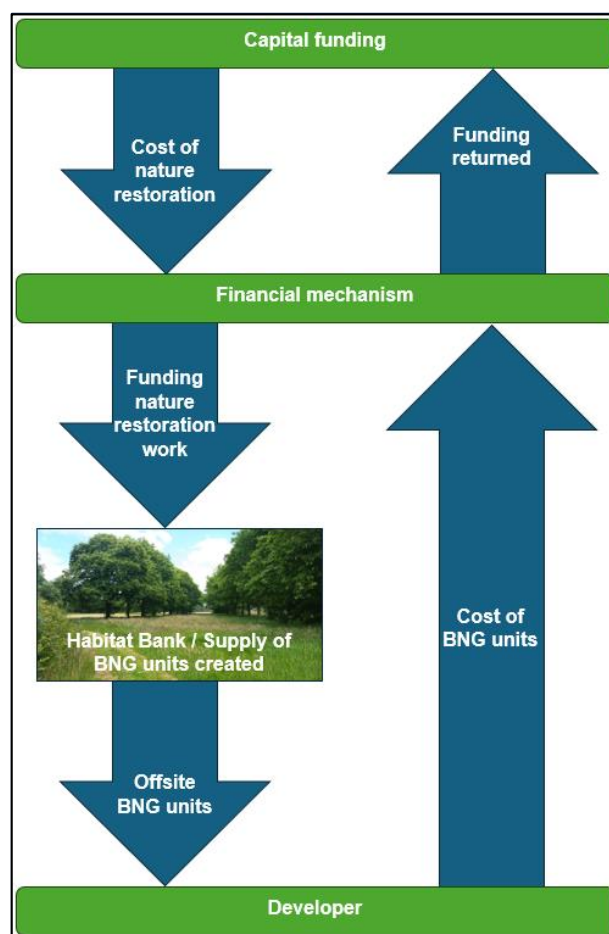 Capital funding
Cost of
nature
restoration
Funding
returned
Financial mechanism
Funding
nature
restoration
work
Habitat Bank / Supply of
BNG units created
Cost of
BNG units
Offsite
BNG units
Developer